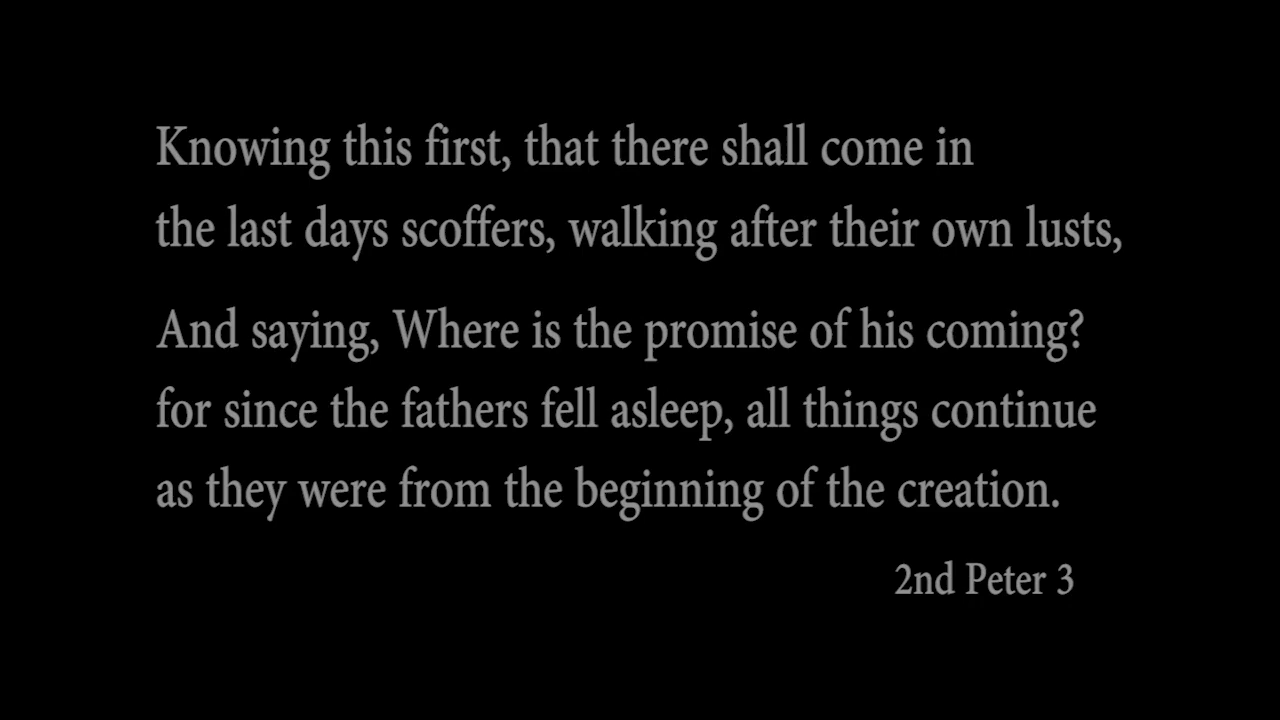 Knowing this first, that there shall come in
the last days scoffers, walking after their own lusts,
And saying, Where is the promise of his coming?
for since the fathers fell asleep, all things continue
as they were from the beginning of the creation.
2nd Peter 3